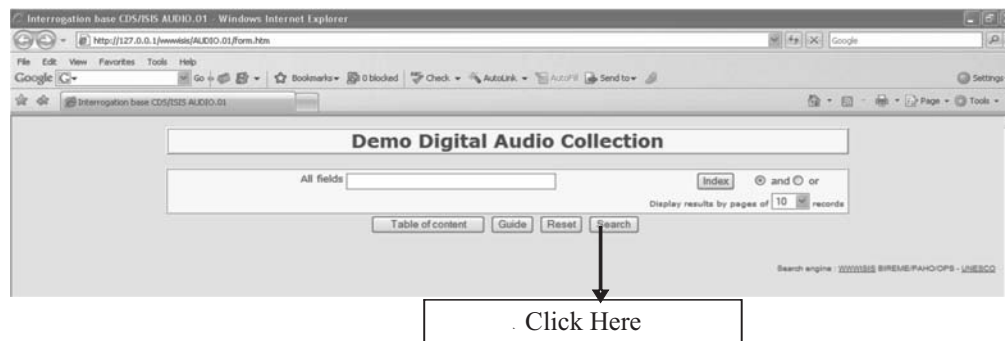 Interrogation base CDS/ISIS AUDIO.01 - Windows Internet Explorer
http://127.0.0.1/wwwisis/AUDIO.01/form.htm
Google
File Edit View Favorites Tools Help
Google G Go Bookmarks 0 blocked Check AutoLink AutoFill Send to Settings
Interrogation base CDS/ISIS AUDIO.01 Page Tools
Demo Digital Audio Collection
All fields Index and or
Display results by pages of 10 records
Table of content Guide Reset Search
Search engine : WWWISIS BIREME/PAHO/OPS - UNESCO
. Click Here